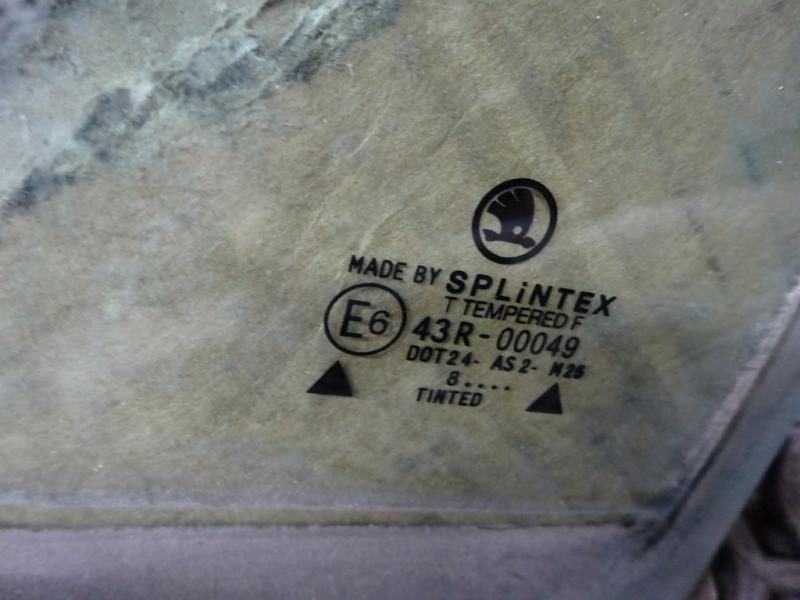 MADE BY SPLiNTEX
T TEMPERED F
E6 43R-00049
DOT24- AS2- M25
8....
TINTED